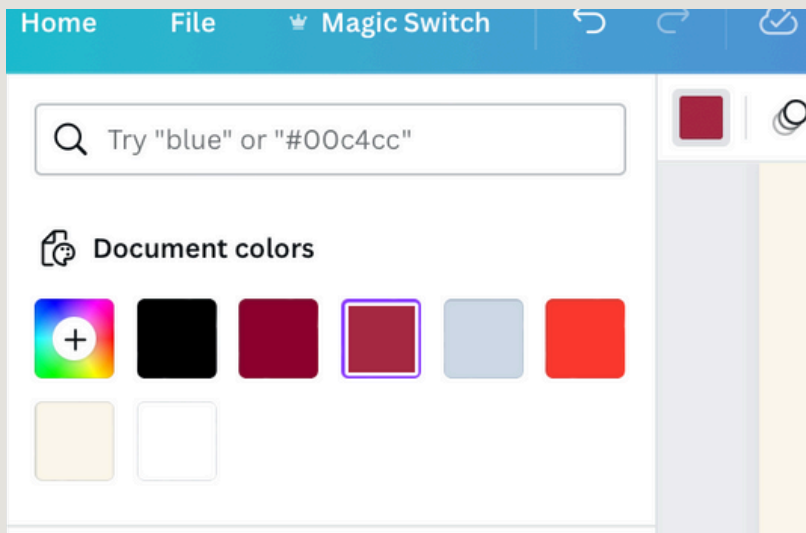 Home File Magic Switch
Try "blue" or "#00c4cc"
Document colors